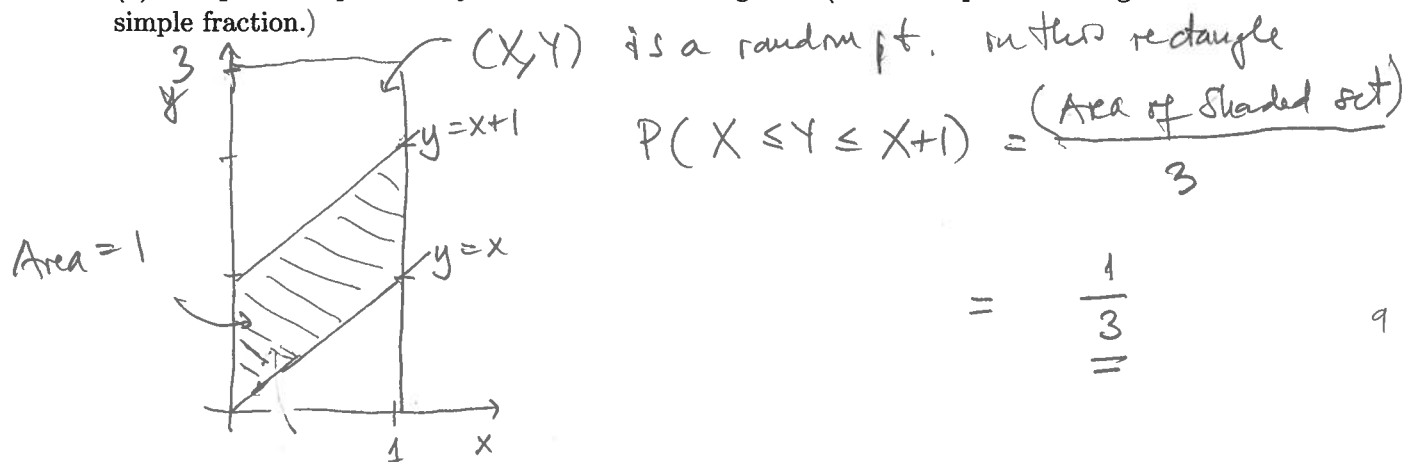 simple fraction.)
(X,Y) is a random pt. in this rectangle
3
y
y=x+1
P(X ≤ Y ≤ X+1) = (Area of Shaded set)
3
Area = 1
y=x
= 1
3
9
1
x